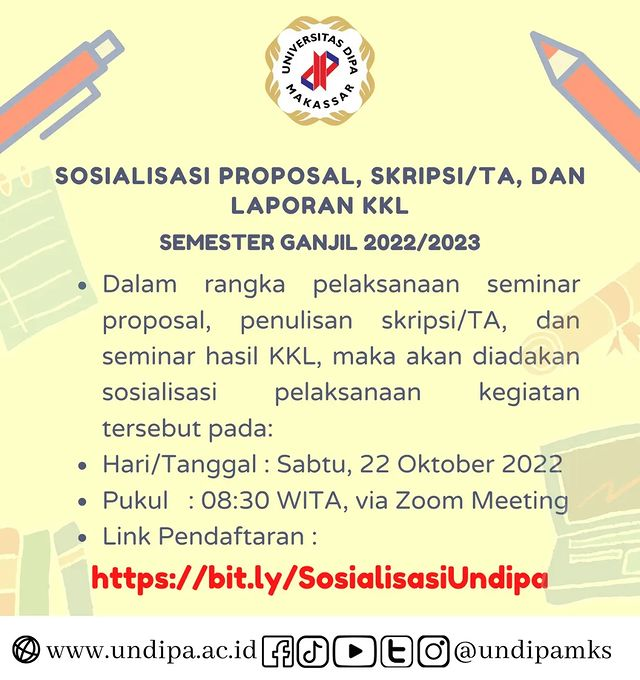 UNIVERSITAS DIPA
MAKASSAR
SOSIALISASI PROPOSAL, SKRIPSI/TA, DAN
LAPORAN KKL
SEMESTER GANJIL 2022/2023
• Dalam rangka pelaksanaan seminar
proposal, penulisan skripsi/TA, dan
seminar hasil KKL, maka akan diadakan
sosialisasi pelaksanaan kegiatan
tersebut pada:
• Hari/Tanggal : Sabtu, 22 Oktober 2022
• Pukul : 08:30 WITA, via Zoom Meeting
• Link Pendaftaran :
https://bit.ly/SosialisasiUndipa
www.undipa.ac.id @undipamks